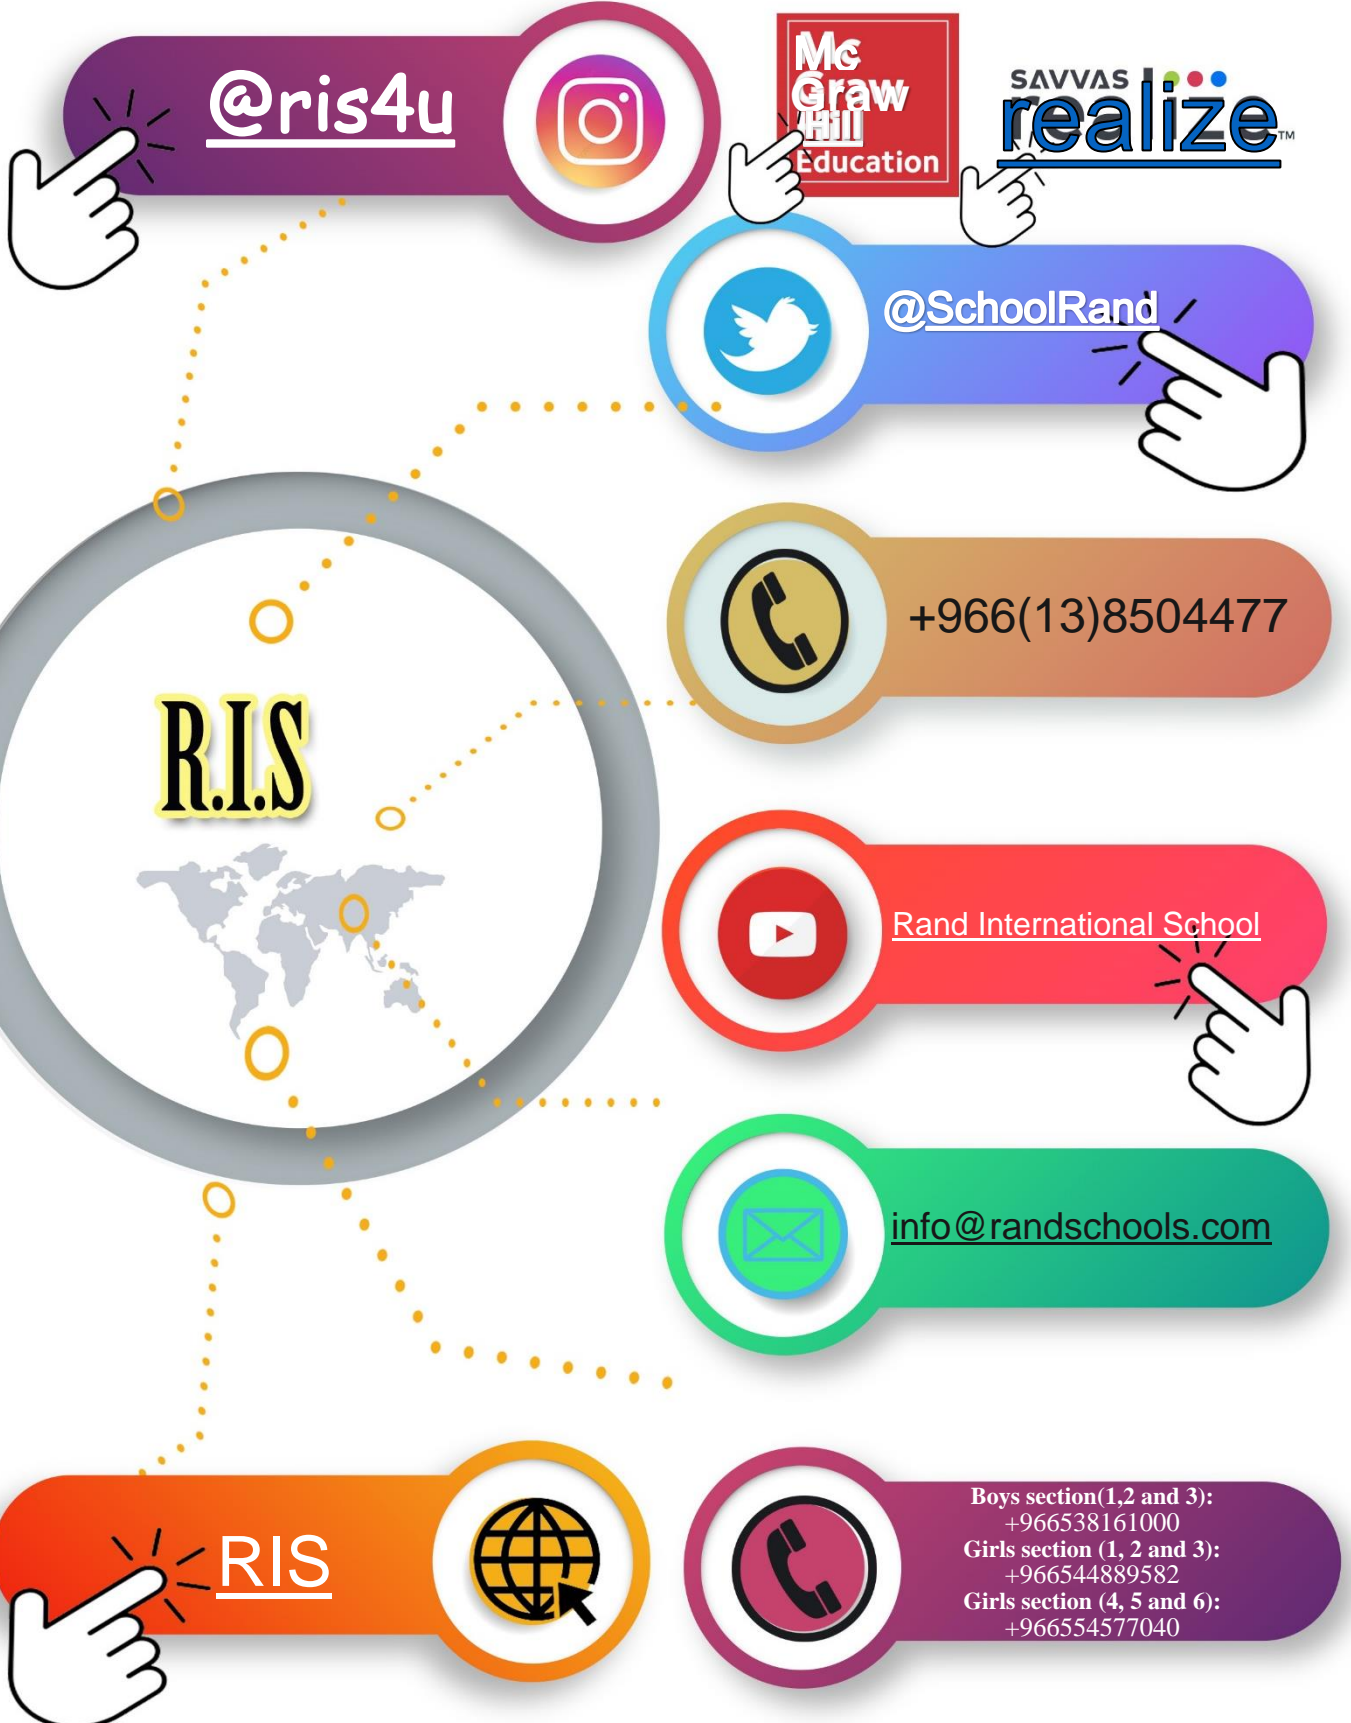 @ris4u
Mc
Graw
Hill
Education
SAVVAS
realize™
@SchoolRand
+966(13)8504477
R.I.S
Rand International School
info@randschools.com
RIS
Boys section(1,2 and 3):
+966538161000
Girls section (1, 2 and 3):
+966544889582
Girls section (4, 5 and 6):
+966554577040